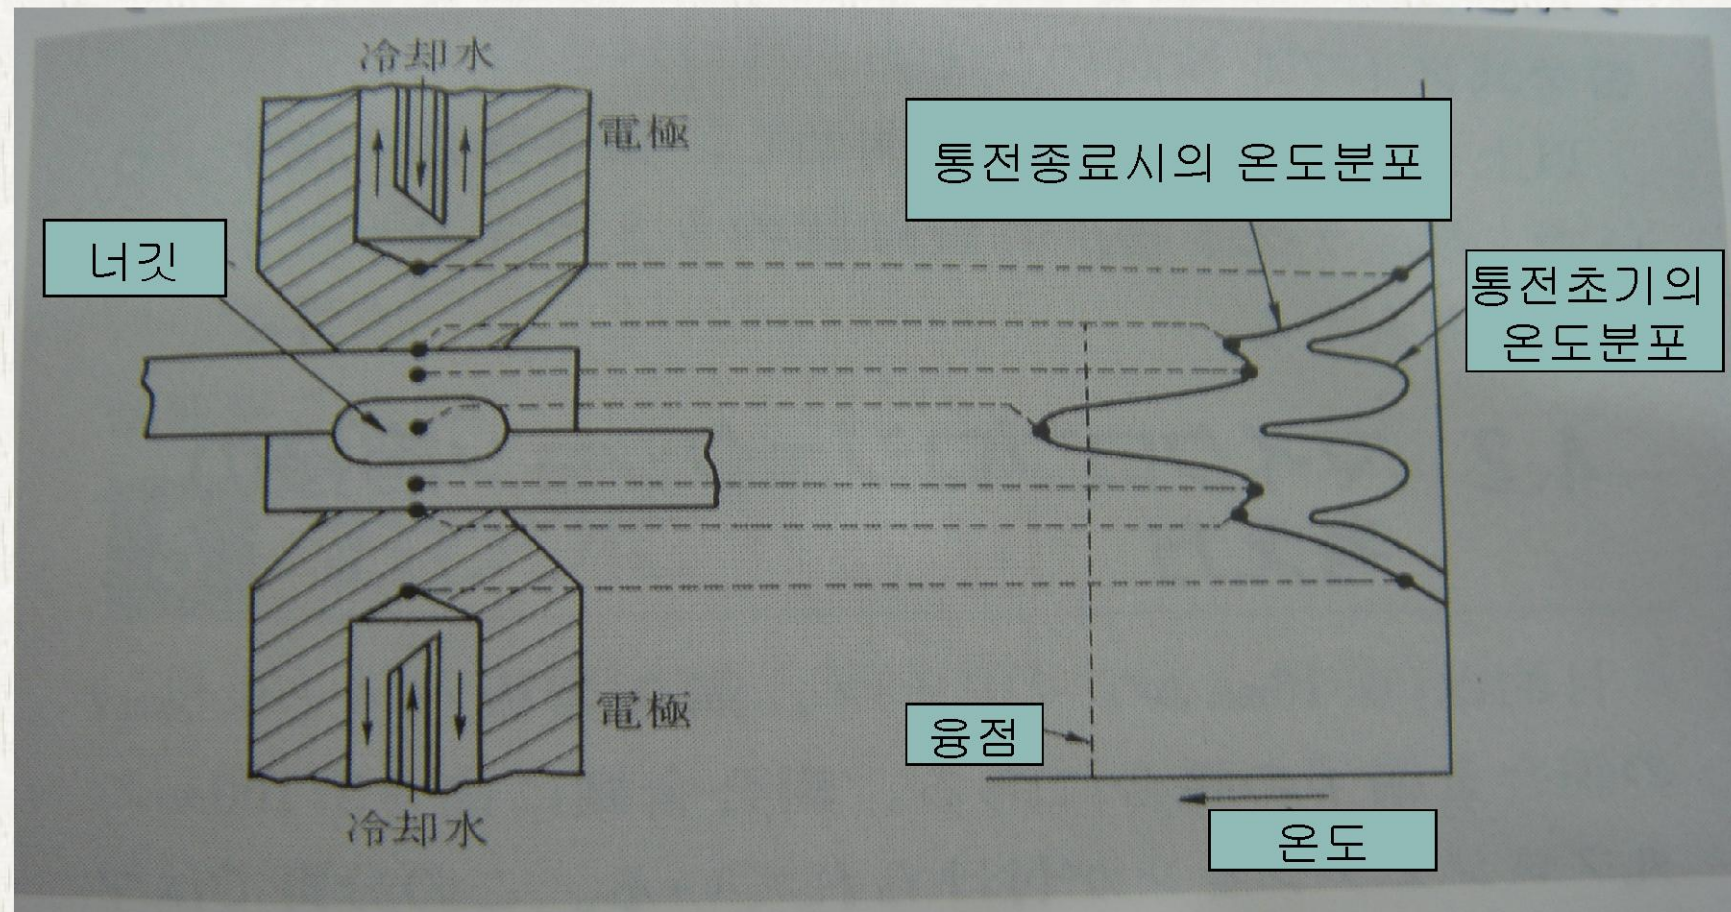 冷却水
電極
통전종료시의 온도분포
너깃
통전초기의
온도분포
電極
융점
冷却水
온도